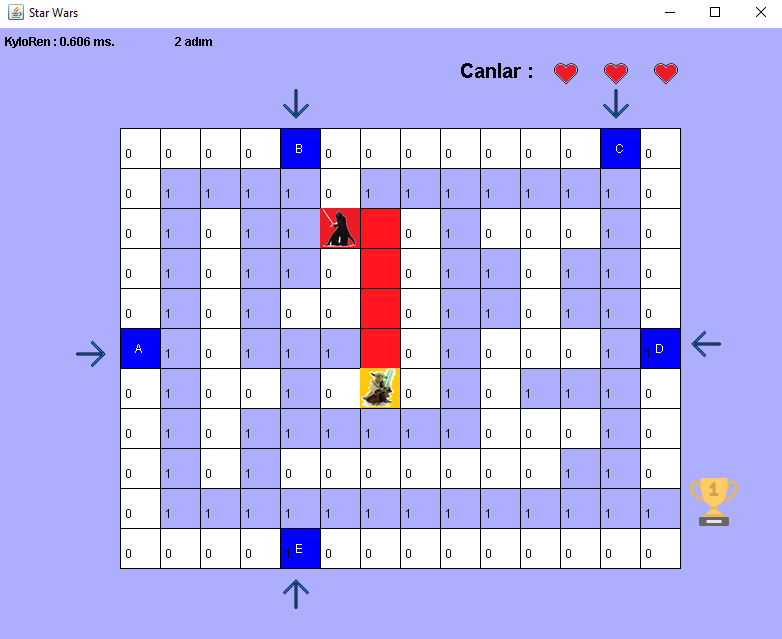 Star Wars
KyloRen : 0.606 ms. 2 adım
Canlar :
0 0 0 0 B 0 0 0 0 0 0 0 C 0
0 1 1 1 1 0 1 1 1 1 1 1 1 0
0 1 0 1 1 0 1 0 0 0 1 0
0 1 0 1 1 0 0 1 1 0 1 1 0
0 1 0 1 0 0 0 1 1 0 1 1 0
A 1 0 1 1 1 0 1 0 0 0 1 1 D
0 1 0 0 1 0 0 1 0 1 1 1 0
0 1 0 1 1 1 1 1 1 0 0 0 1 0
0 1 0 1 0 0 0 0 0 0 0 1 1 0
1
0 1 1 1 1 1 1 1 1 1 1 1 1 1
0 0 0 0 1 E 0 0 0 0 0 0 0 0 0